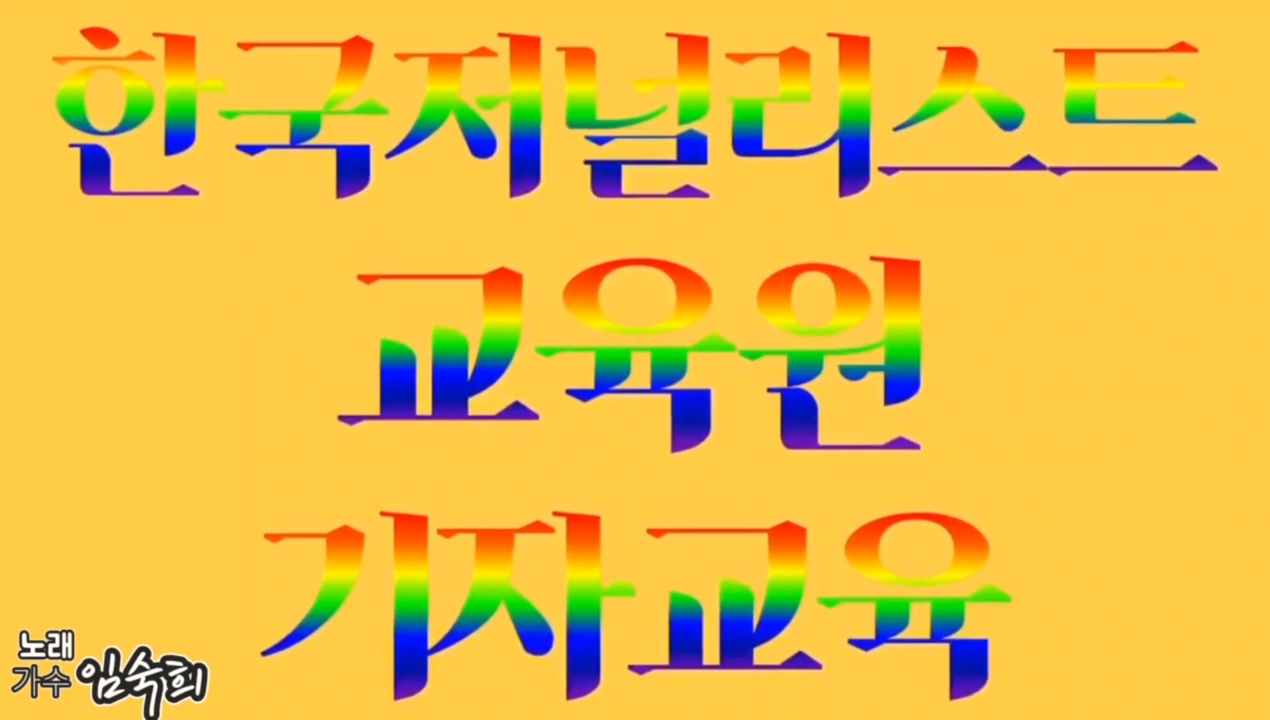 한국저널리스트
교육원
기자교육
노래
가수 임숙희